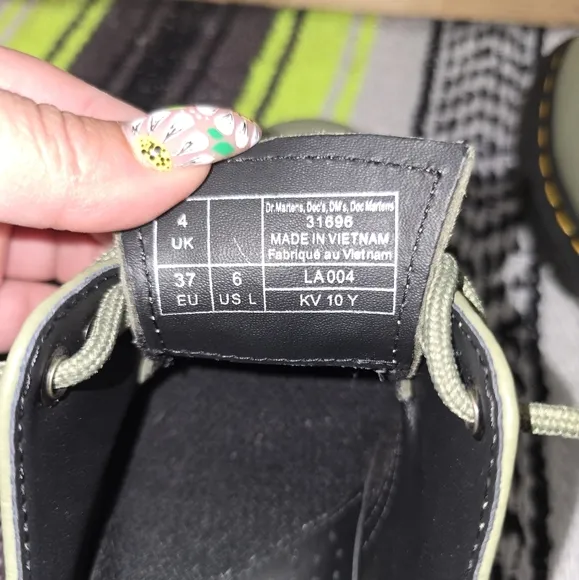 4
UK
Dr. Martens, Doc's, DM's, Doc Martens
31696
MADE IN VIETNAM
Fabriqué au Vietnam
37
EU
6
US L
LA004
KV 10 Y